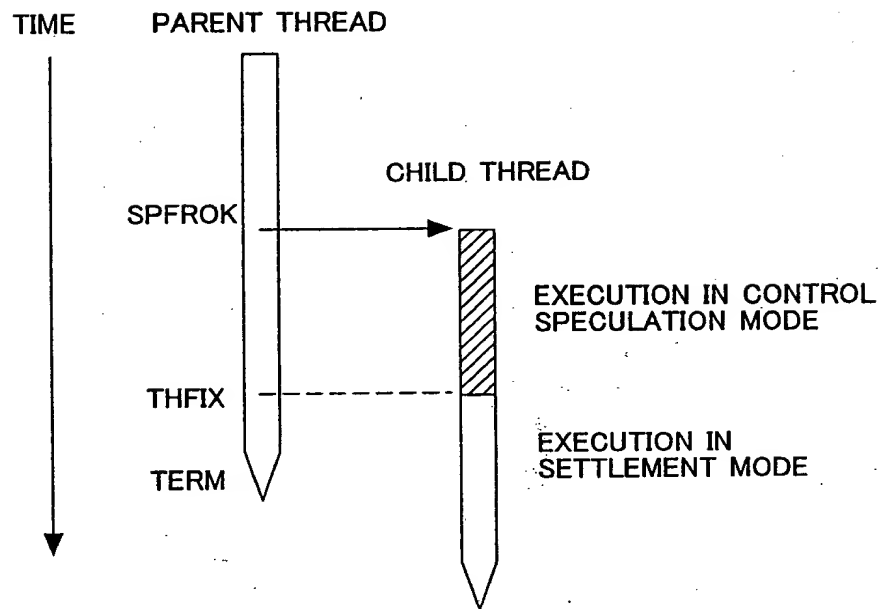 TIME
PARENT THREAD
CHILD THREAD
SPFROK
EXECUTION IN CONTROL
SPECULATION MODE
THFIX
EXECUTION IN
SETTLEMENT MODE
TERM